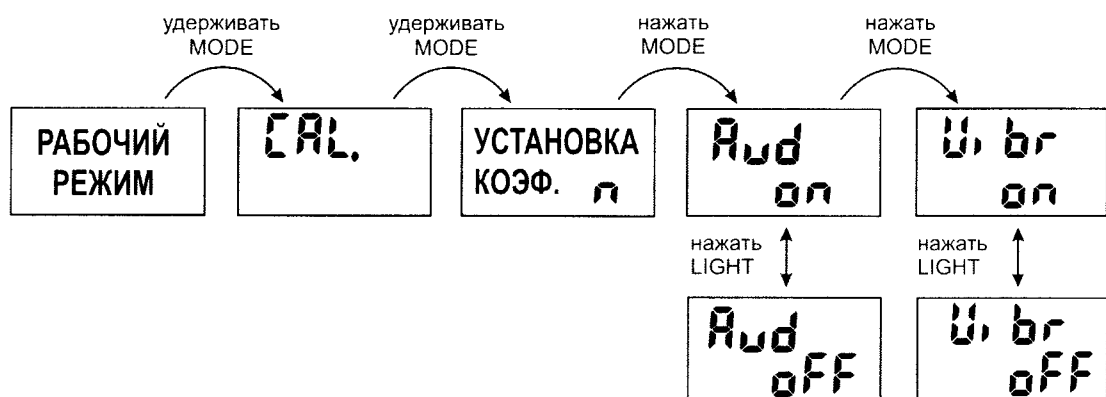 удерживать
MODE
удерживать
MODE
нажать
MODE
нажать
MODE
РАБОЧИЙ
РЕЖИМ
CAL.
УСТАНОВКА
КОЭФ. n
Aud
on
Vibr
on
нажать
LIGHT
нажать
LIGHT
Aud
oFF
Vibr
oFF